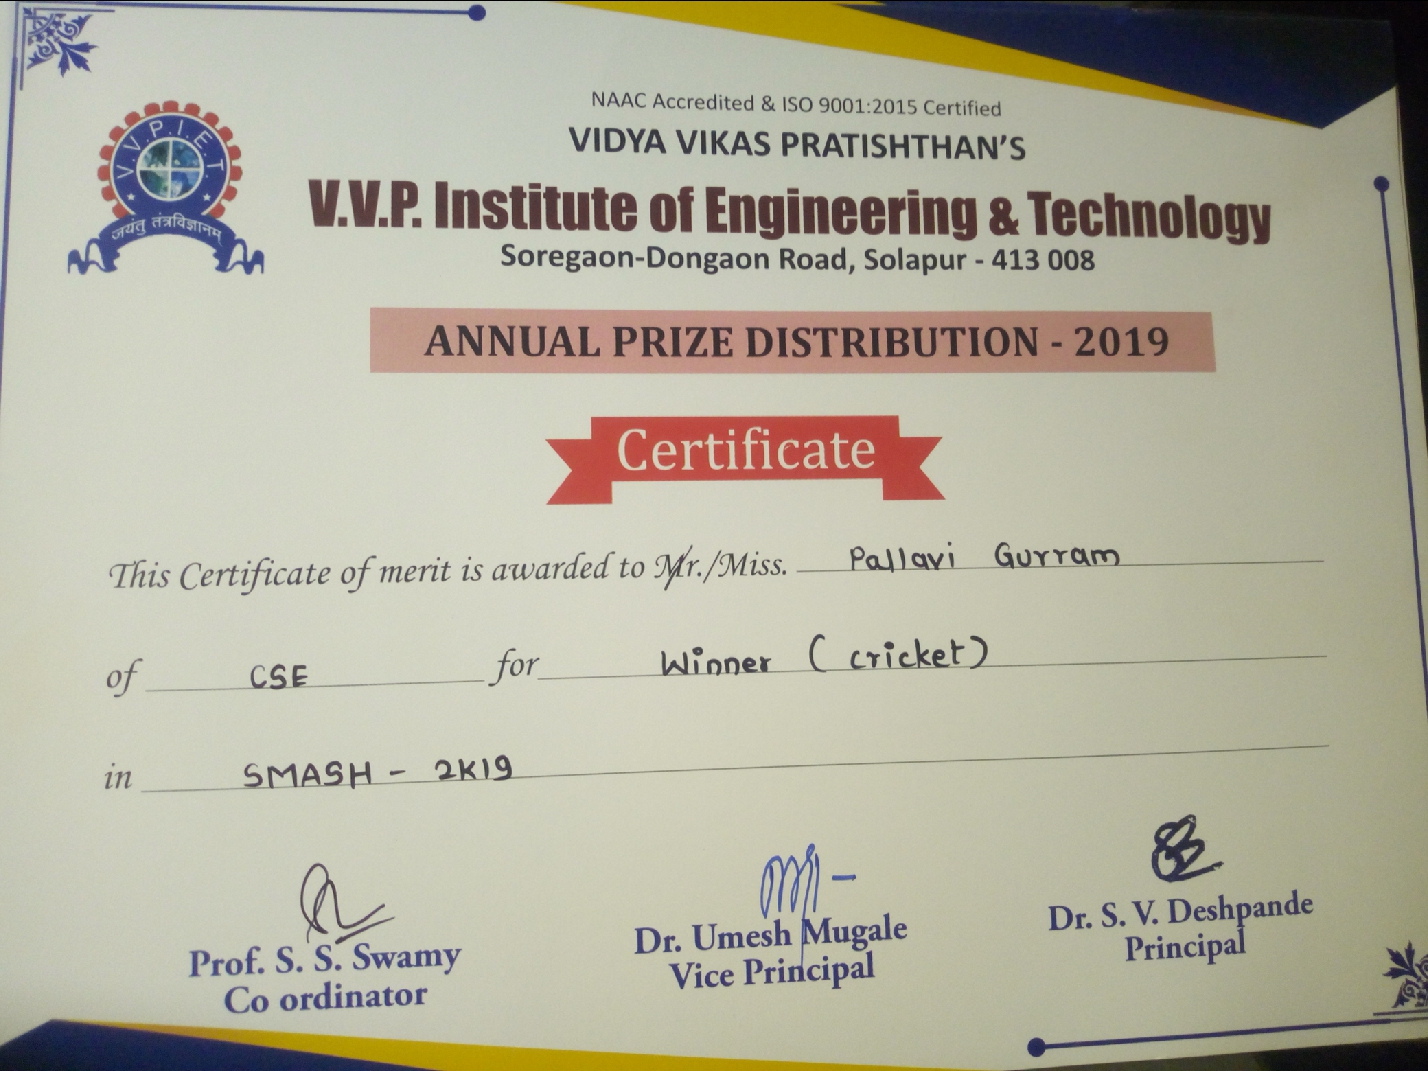 V.V.P.I.E.T.
जयंतु तंत्रविज्ञानम्
NAAC Accredited & ISO 9001:2015 Certified
VIDYA VIKAS PRATISHTHAN'S
V.V.P. Institute of Engineering & Technology
Soregaon-Dongaon Road, Solapur - 413 008
ANNUAL PRIZE DISTRIBUTION - 2019
Certificate
This Certificate of merit is awarded to Mr./Miss. Pallavi Gurram
of CSE for Winner (cricket)
in SMASH - 2K19
Prof. S. S. Swamy
Co ordinator
Dr. Umesh Mugale
Vice Principal
Dr. S. V. Deshpande
Principal